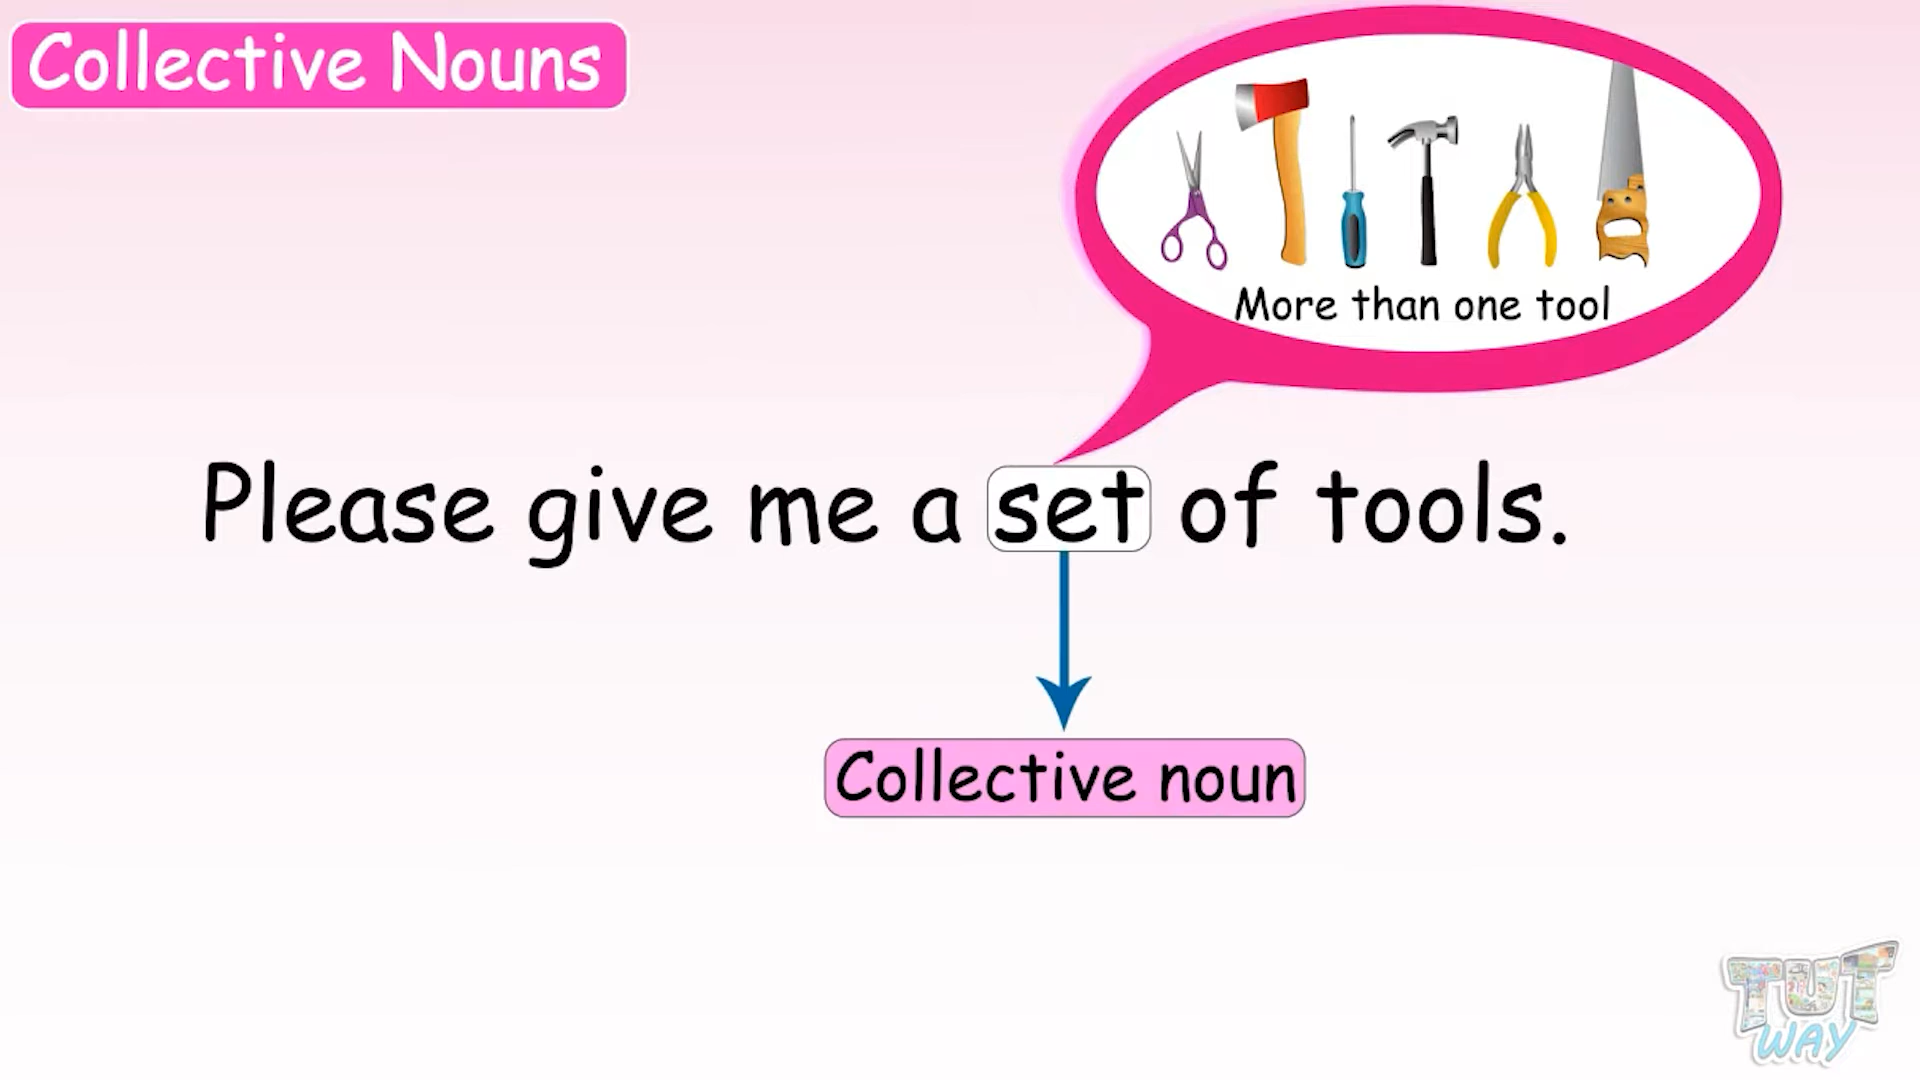 Collective Nouns
More than one tool
Please give me a set of tools.
Collective noun
TUT
WAY